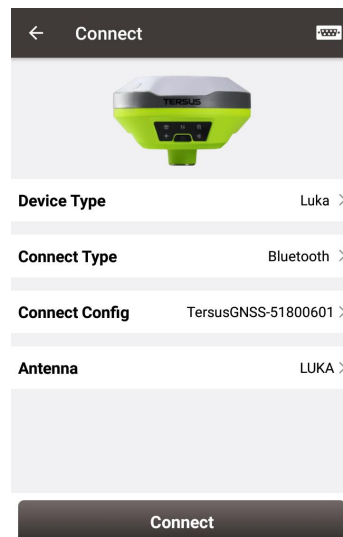 Connect
TERSUS
Device Type Luka
Connect Type Bluetooth
Connect Config TersusGNSS-51800601
Antenna LUKA
Connect